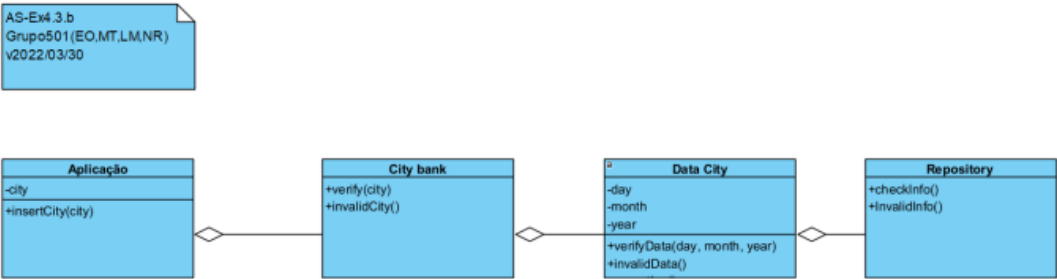 AS-Ex4.3.b
Grupo501(EO,MT,LM,NR)
v2022/03/30
Aplicação
-city
+insertCity(city)
City bank
+verify(city)
+invalidCity()
Data City
-day
-month
-year
+verifyData(day, month, year)
+invalidData()
Repository
+checkInfo()
+InvalidInfo()